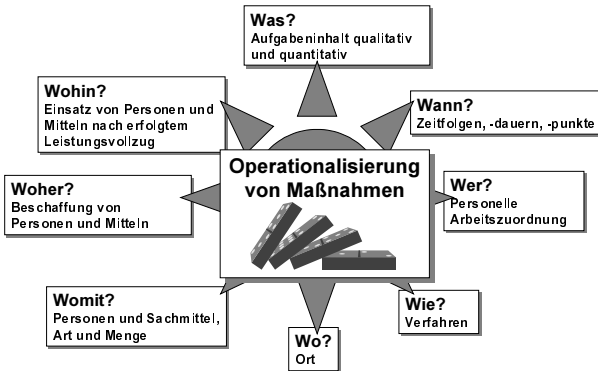 Was?
Aufgabeninhalt qualitativ
und quantitativ
Wohin?
Einsatz von Personen und
Mitteln nach erfolgtem
Leistungsvollzug
Wann?
Zeitfolgen, -dauern, -punkte
Operationalisierung
von Maßnahmen
Woher?
Beschaffung von
Personen und Mitteln
Wer?
Personelle
Arbeitszuordnung
Womit?
Personen und Sachmittel,
Art und Menge
Wie?
Verfahren
Wo?
Ort